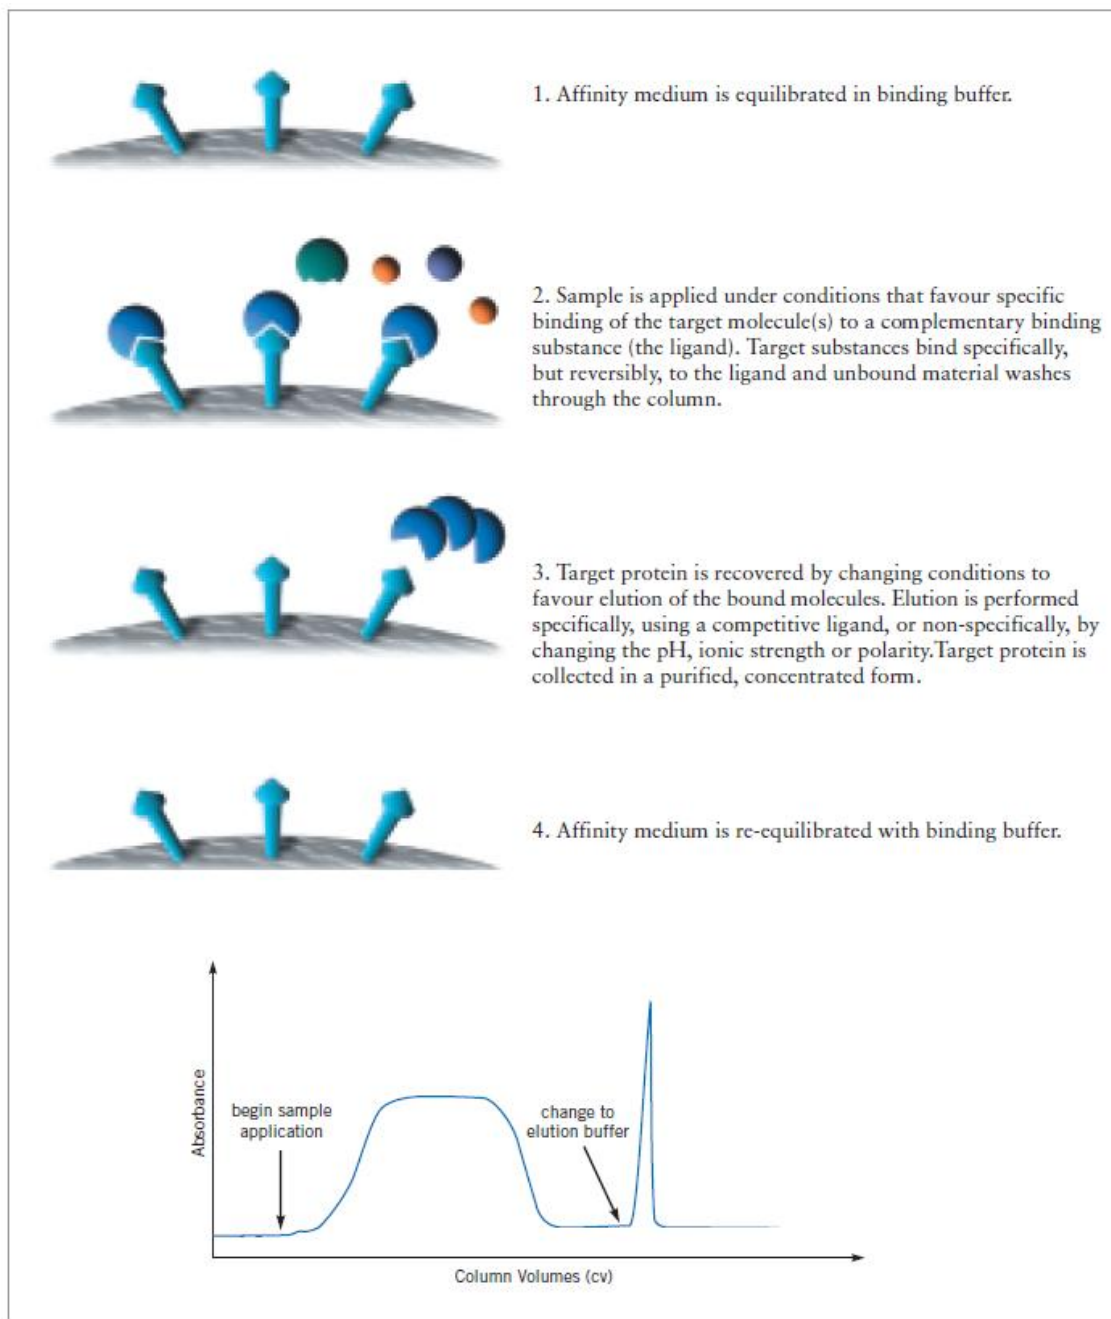 1. Affinity medium is equilibrated in binding buffer.
2. Sample is applied under conditions that favour specific
binding of the target molecule(s) to a complementary binding
substance (the ligand). Target substances bind specifically,
but reversibly, to the ligand and unbound material washes
through the column.
3. Target protein is recovered by changing conditions to
favour elution of the bound molecules. Elution is performed
specifically, using a competitive ligand, or non-specifically, by
changing the pH, ionic strength or polarity.Target protein is
collected in a purified, concentrated form.
4. Affinity medium is re-equilibrated with binding buffer.
Absorbance
begin sample
application
change to
elution buffer
Column Volumes (cv)